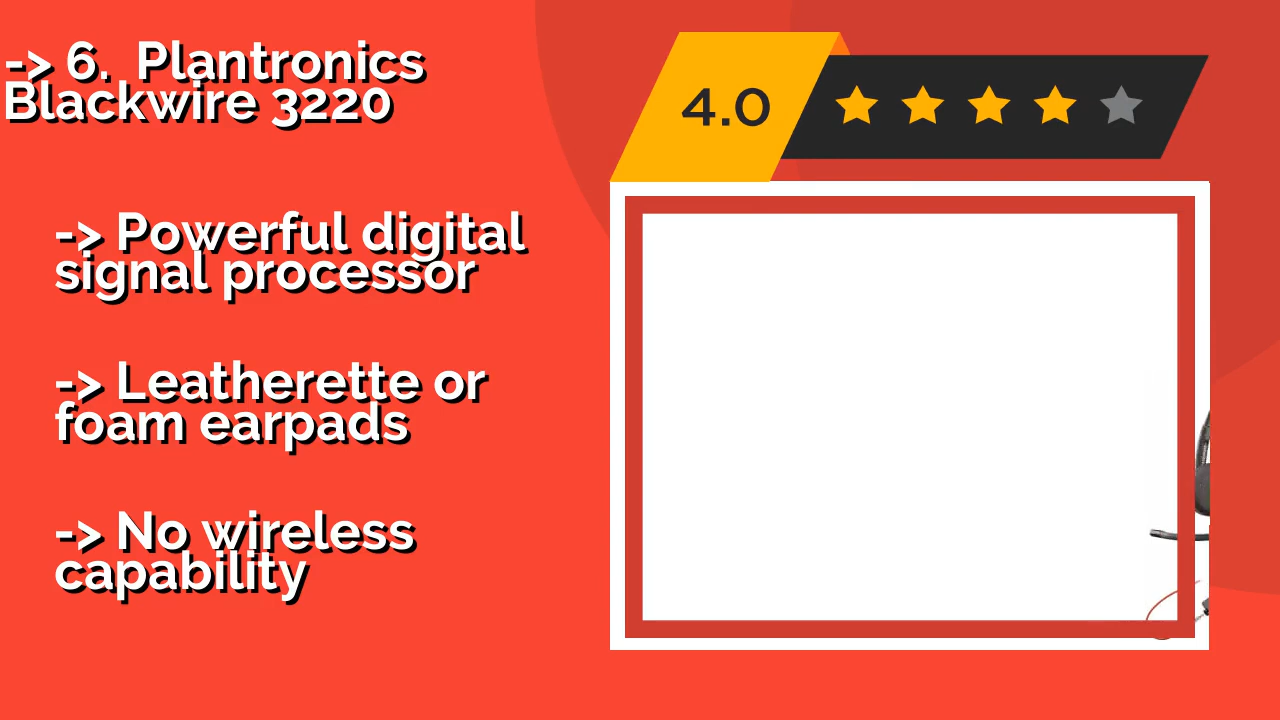 -> 6.  Plantronics
Blackwire 3220
4.0
-> Powerful digital
signal processor
-> Leatherette or
foam earpads
-> No wireless
capability